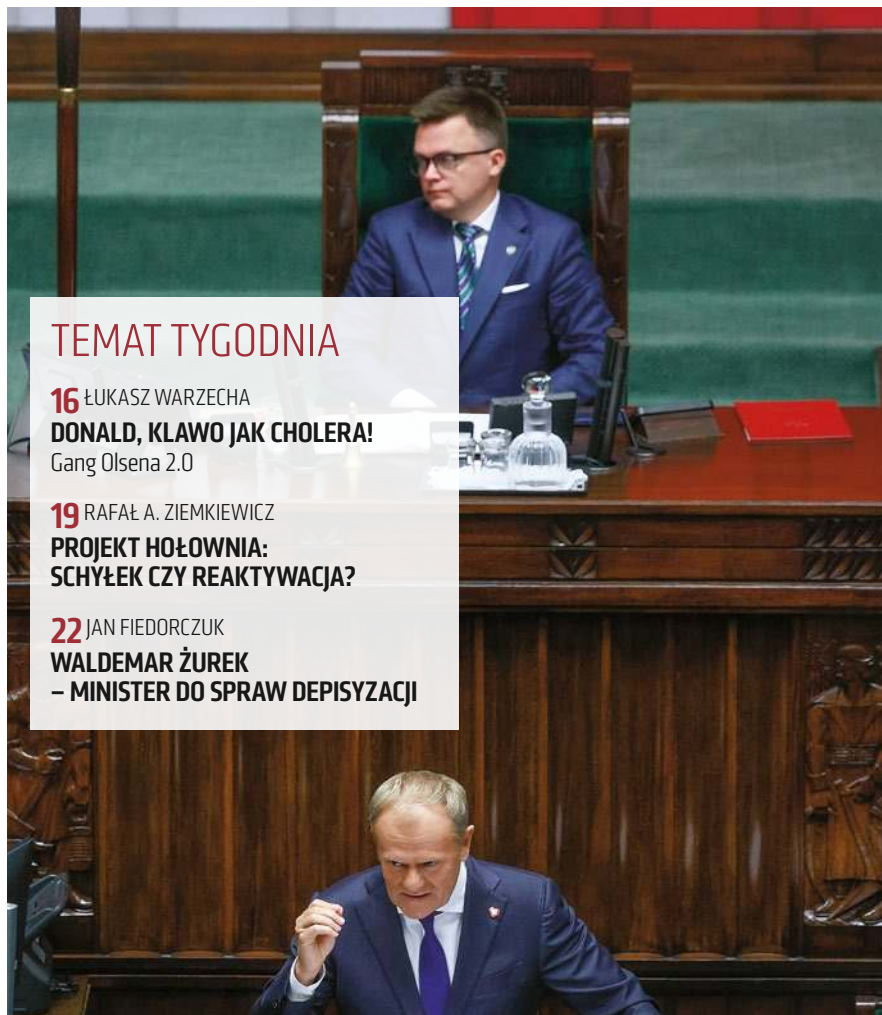 TEMAT TYGODNIA
16 ŁUKASZ WARZECHA
DONALD, KLAWO JAK CHOLERA!
Gang Olsena 2.0
19 RAFAŁ A. ZIEMKIEWICZ
PROJEKT HOŁOWNIA:
SCHYŁEK CZY REAKTYWACJA?
22 JAN FIEDORCZUK
WALDEMAR ŻUREK
– MINISTER DO SPRAW DEPISYZACJI